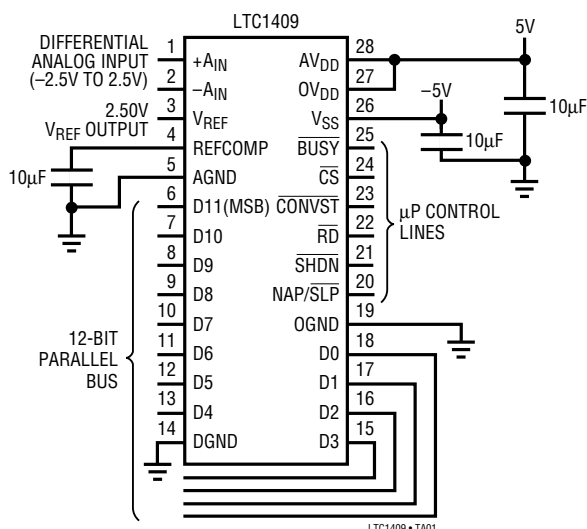 LTC1409
DIFFERENTIAL
ANALOG INPUT
(–2.5V TO 2.5V)
2.50V
VREF OUTPUT
10µF
12-BIT
PARALLEL
BUS
1 +AIN
2 –AIN
3 VREF
4 REFCOMP
5 AGND
6 D11(MSB)
7 D10
8 D9
9 D8
10 D7
11 D6
12 D5
13 D4
14 DGND
AVDD 28
OVDD 27
VSS 26
BUSY 25
CS 24
CONVST 23
RD 22
SHDN 21
NAP/SLP 20
OGND 19
D0 18
D1 17
D2 16
D3 15
5V
–5V
10µF
10µF
µP CONTROL
LINES
LTC1409 • TA01